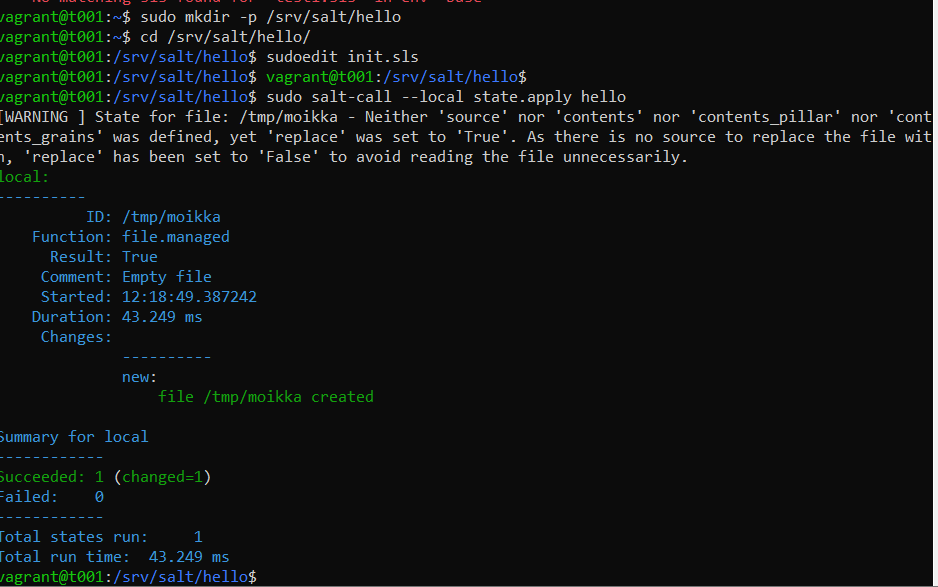 vagrant@t001:~$ sudo mkdir -p /srv/salt/hello
vagrant@t001:~$ cd /srv/salt/hello/
vagrant@t001:/srv/salt/hello$ sudoedit init.sls
vagrant@t001:/srv/salt/hello$ vagrant@t001:/srv/salt/hello$
vagrant@t001:/srv/salt/hello$ sudo salt-call --local state.apply hello
[WARNING ] State for file: /tmp/moikka - Neither 'source' nor 'contents' nor 'contents_pillar' nor 'cont
ents_grains' was defined, yet 'replace' was set to 'True'. As there is no source to replace the file wit
h, 'replace' has been set to 'False' to avoid reading the file unnecessarily.
local:
----------
          ID: /tmp/moikka
    Function: file.managed
      Result: True
     Comment: Empty file
     Started: 12:18:49.387242
    Duration: 43.249 ms
     Changes:
              ----------
              new:
                  file /tmp/moikka created
Summary for local
------------
Succeeded: 1 (changed=1)
Failed:    0
------------
Total states run:     1
Total run time:  43.249 ms
vagrant@t001:/srv/salt/hello$